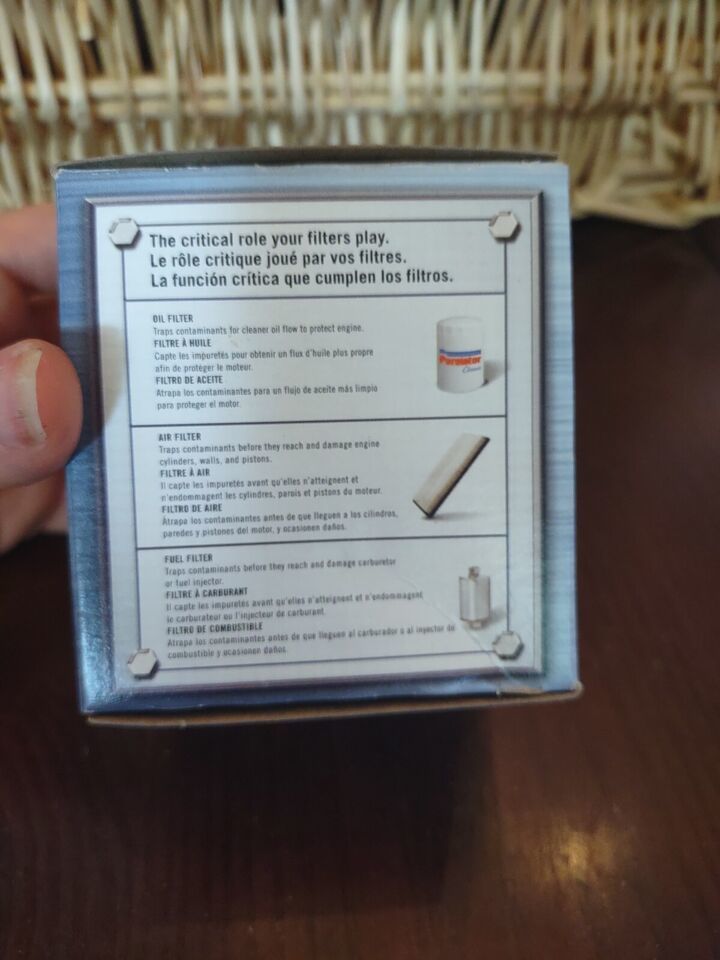 The critical role your filters play.
Le rôle critique joué par vos filtres.
La función crítica que cumplen los filtros.
OIL FILTER
Traps contaminants for cleaner oil flow to protect engine.
FILTRE À HUILE
Capte les impuretés pour obtenir un flux d'huile plus propre
afin de protéger le moteur.
FILTRO DE ACEITE
Atrapa los contaminantes para un flujo de aceite más limpio
para proteger el motor.
Purolator
Classic
AIR FILTER
Traps contaminants before they reach and damage engine
cylinders, walls, and pistons.
FILTRE À AIR
Il capte les impuretés avant qu'elles n'atteignent et
n'endommagent les cylindres, parois et pistons du moteur.
FILTRO DE AIRE
Atrapa los contaminantes antes de que lleguen a los cilindros,
paredes y pistones del motor, y ocasionen daños.
FUEL FILTER
Traps contaminants before they reach and damage carburetor
or fuel injector.
FILTRE À CARBURANT
Il capte les impuretés avant qu'elles n'atteignent et n'endommagent
le carburateur ou l'injecteur de carburant.
FILTRO DE COMBUSTIBLE
Atrapa los contaminantes antes de que lleguen al carburador o al injector de
combustible y ocasionen daños.